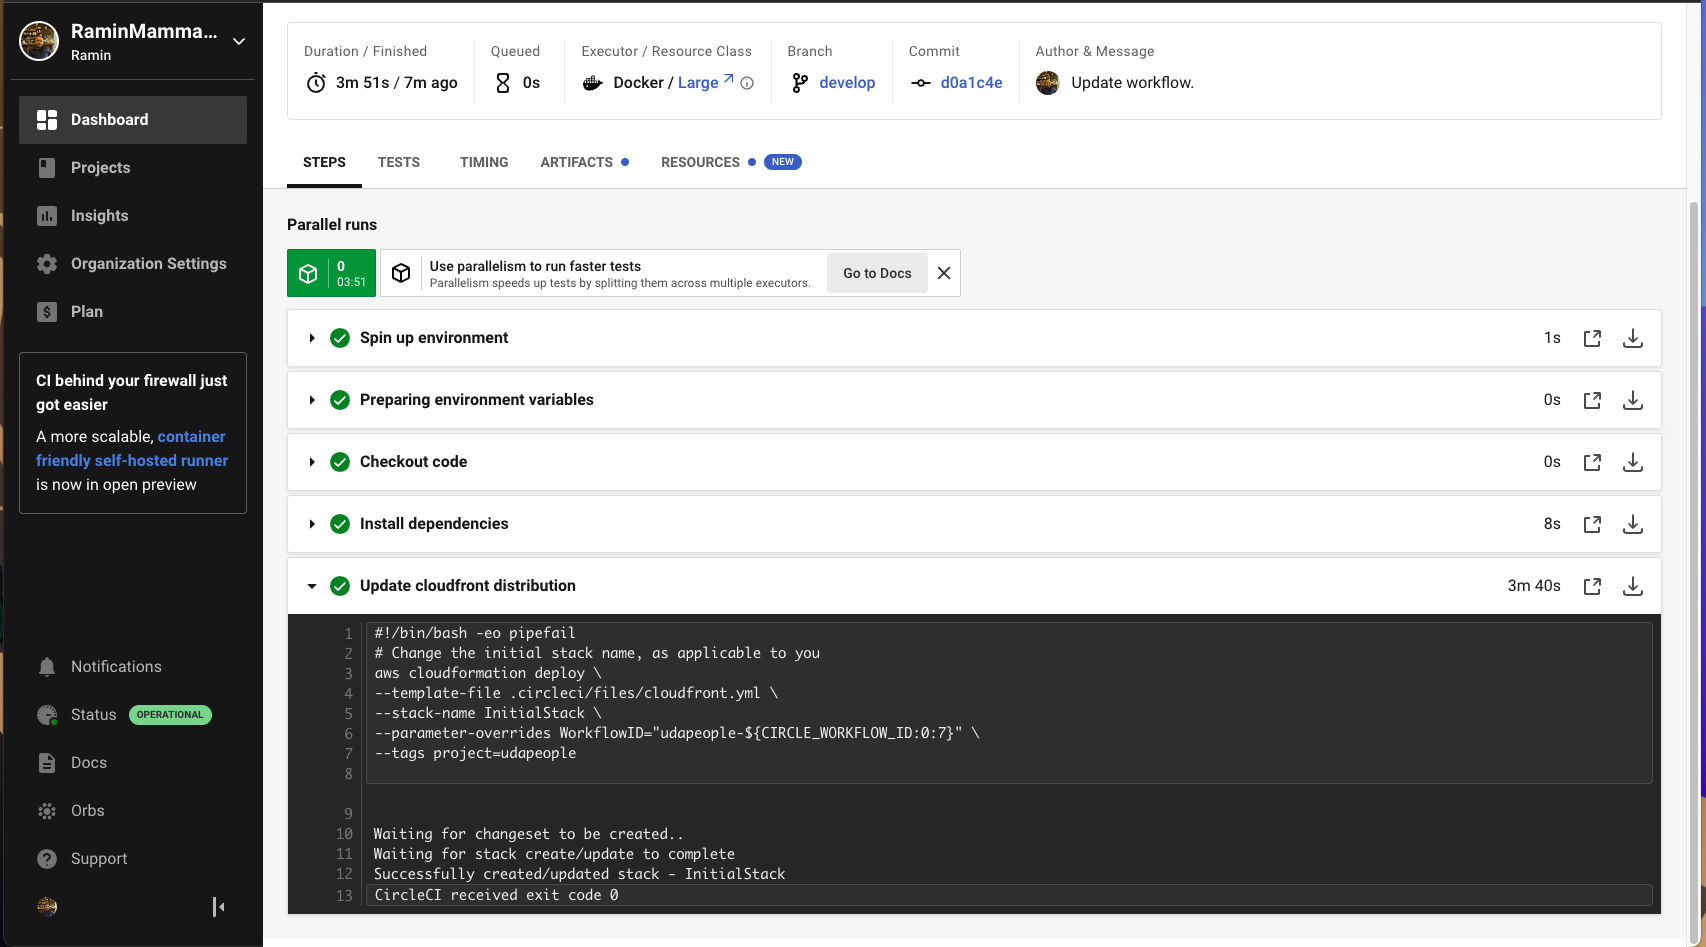 RaminMamma...
Ramin
Dashboard
Projects
Insights
Organization Settings
Plan
CI behind your firewall just
got easier
A more scalable, container
friendly self-hosted runner
is now in open preview
Notifications
Status OPERATIONAL
Docs
Orbs
Support
Duration / Finished
3m 51s / 7m ago
Queued
0s
Executor / Resource Class
Docker / Large
Branch
develop
Commit
d0a1c4e
Author & Message
Update workflow.
STEPS TESTS TIMING ARTIFACTS RESOURCES NEW
Parallel runs
0
03:51
Use parallelism to run faster tests
Parallelism speeds up tests by splitting them across multiple executors.
Go to Docs
Spin up environment 1s
Preparing environment variables 0s
Checkout code 0s
Install dependencies 8s
Update cloudfront distribution 3m 40s
1 #!/bin/bash -eo pipefail
2 # Change the initial stack name, as applicable to you
3 aws cloudformation deploy \
4 --template-file .circleci/files/cloudfront.yml \
5 --stack-name InitialStack \
6 --parameter-overrides WorkflowID="udapeople-${CIRCLE_WORKFLOW_ID:0:7}" \
7 --tags project=udapeople
8
9
10 Waiting for changeset to be created..
11 Waiting for stack create/update to complete
12 Successfully created/updated stack - InitialStack
13 CircleCI received exit code 0